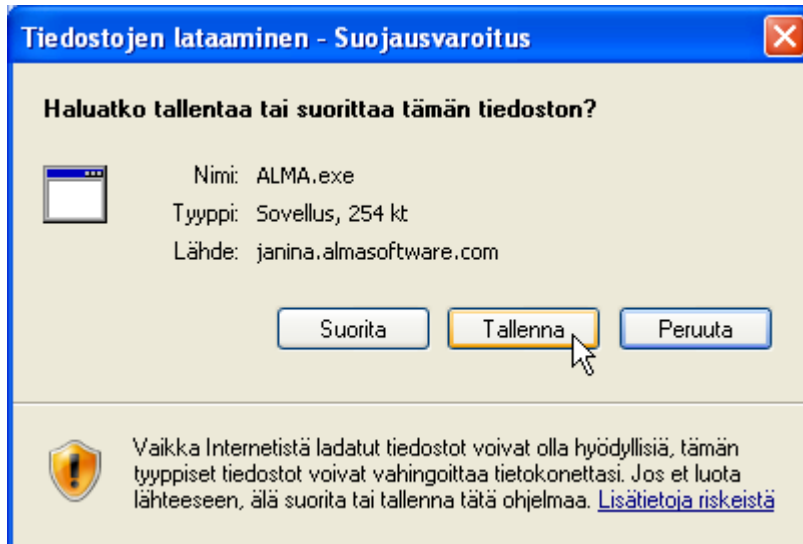 Tiedostojen lataaminen - Suojausvaroitus
Haluatko tallentaa tai suorittaa tämän tiedoston?
Nimi: ALMA.exe
Tyyppi: Sovellus, 254 kt
Lähde: janina.almasoftware.com
Suorita Tallenna Peruuta
Vaikka Internetistä ladatut tiedostot voivat olla hyödyllisiä, tämän
tyyppiset tiedostot voivat vahingoittaa tietokonettasi. Jos et luota
lähteeseen, älä suorita tai tallenna tätä ohjelmaa. Lisätietoja riskeistä